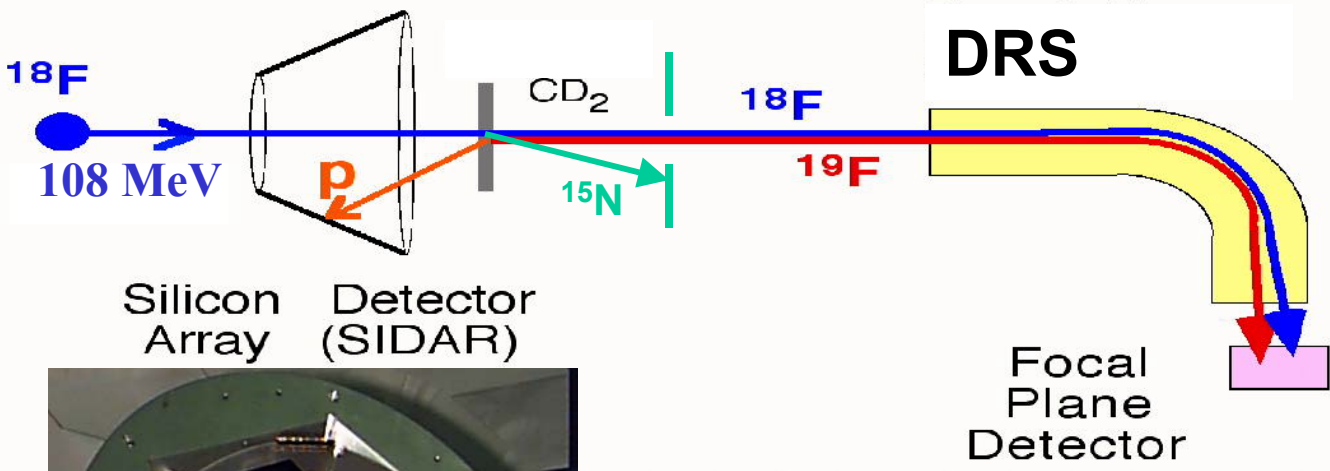 DRS
¹⁸F
CD₂
¹⁸F
108 MeV
p
¹⁵N
¹⁹F
Silicon Detector
Array (SIDAR)
Focal
Plane
Detector